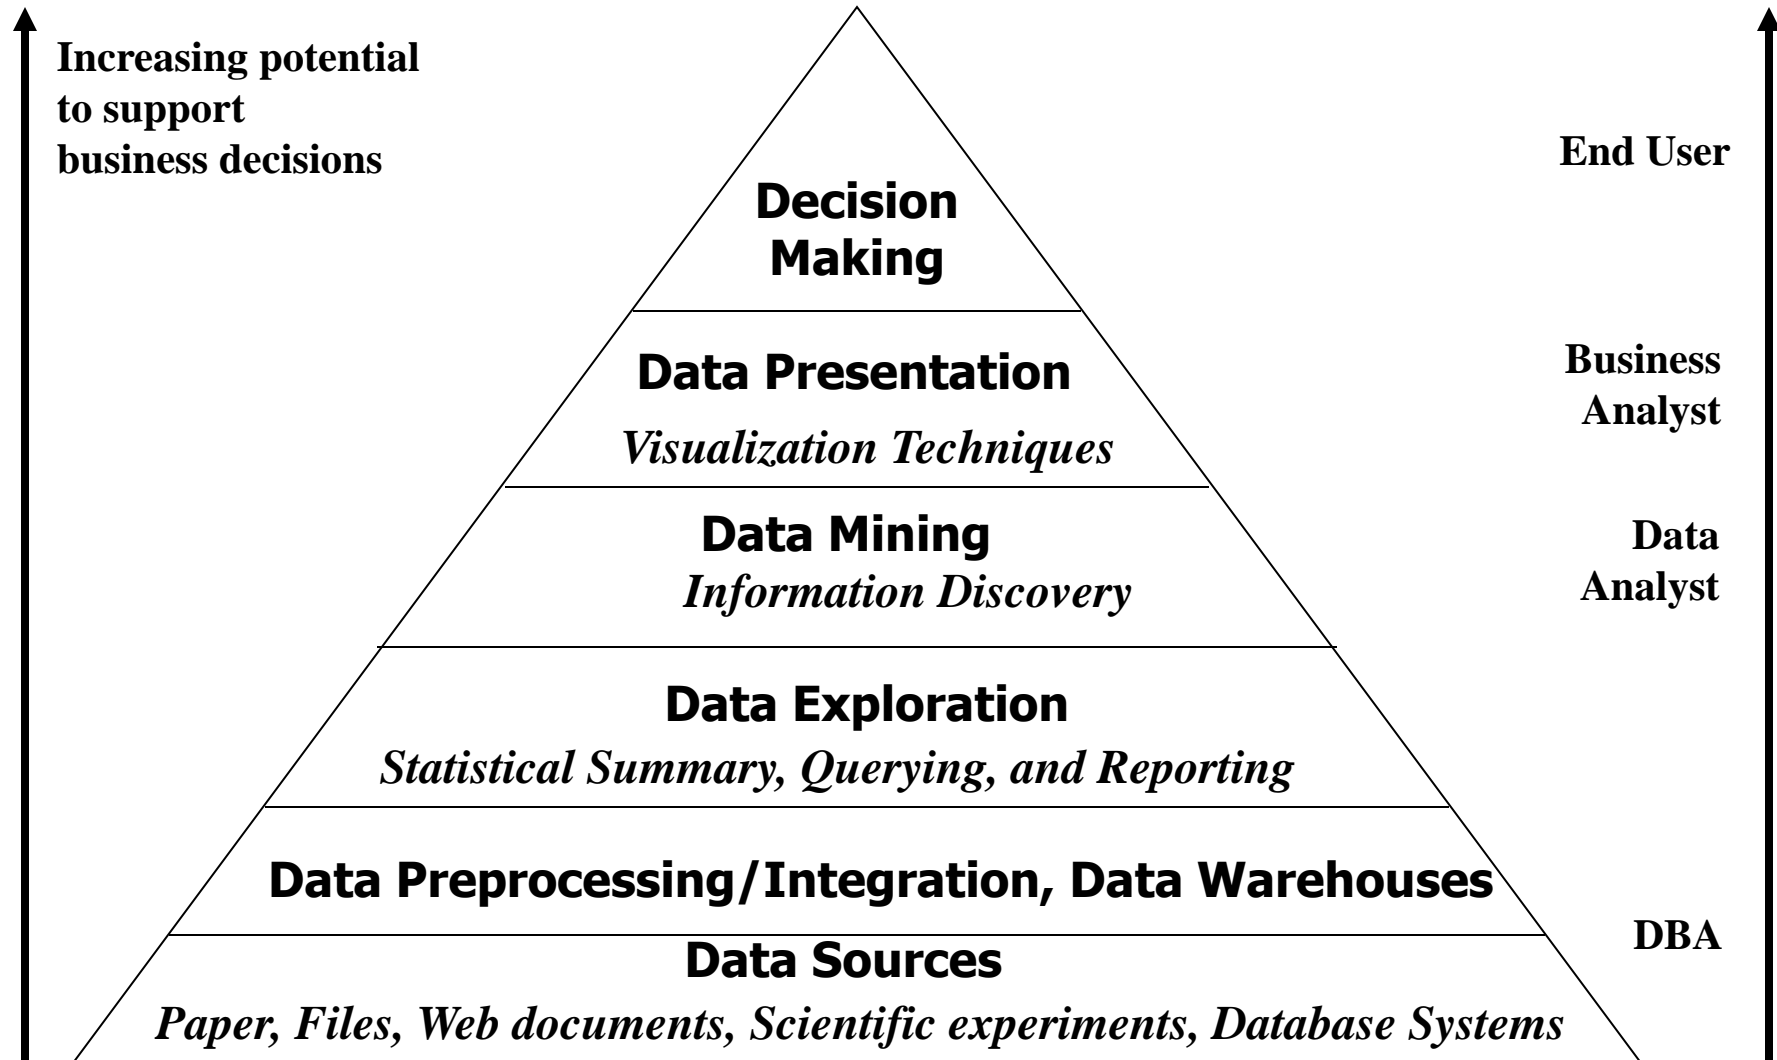 Increasing potential
to support
business decisions
End User
Decision
Making
Business
Analyst
Data Presentation
Visualization Techniques
Data Mining
Information Discovery
Data
Analyst
Data Exploration
Statistical Summary, Querying, and Reporting
Data Preprocessing/Integration, Data Warehouses
DBA
Data Sources
Paper, Files, Web documents, Scientific experiments, Database Systems